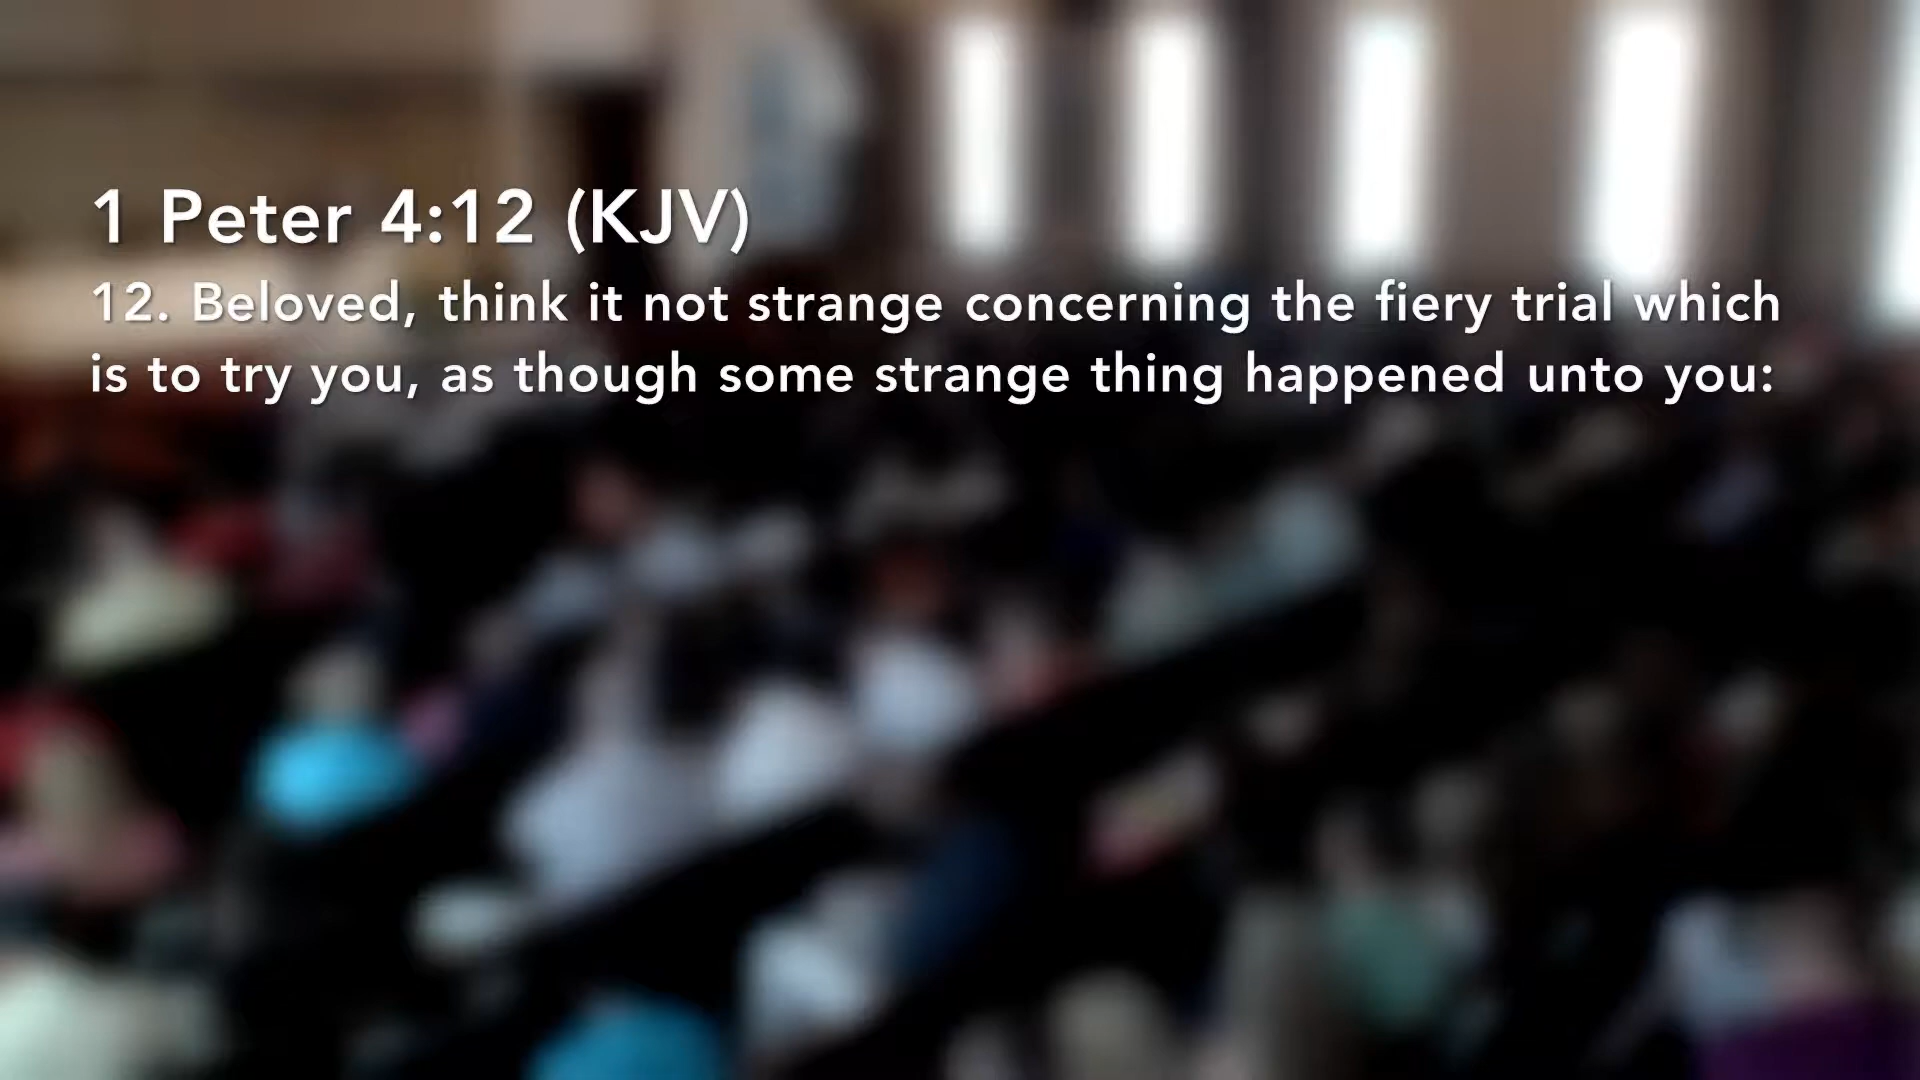 1 Peter 4:12 (KJV)
12. Beloved, think it not strange concerning the fiery trial which
is to try you, as though some strange thing happened unto you: